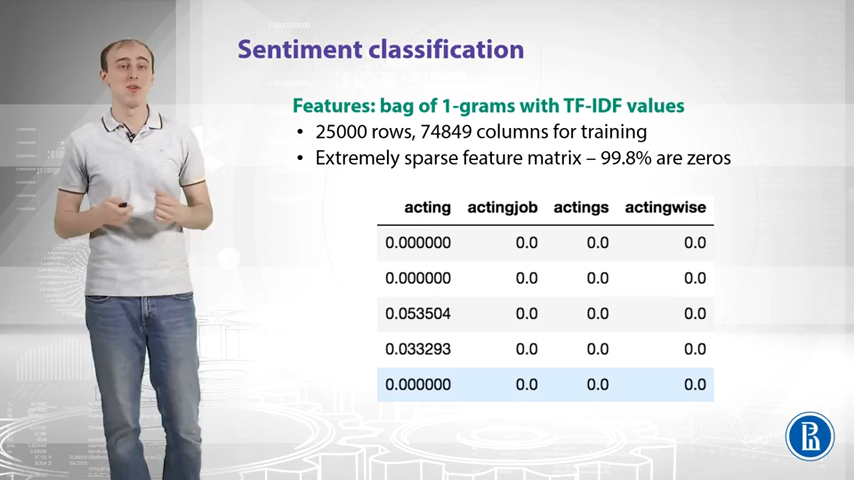 Sentiment classification
Features: bag of 1-grams with TF-IDF values
• 25000 rows, 74849 columns for training
• Extremely sparse feature matrix – 99.8% are zeros
acting actingjob actings actingwise
0.000000 0.0 0.0 0.0
0.000000 0.0 0.0 0.0
0.053504 0.0 0.0 0.0
0.033293 0.0 0.0 0.0
0.000000 0.0 0.0 0.0